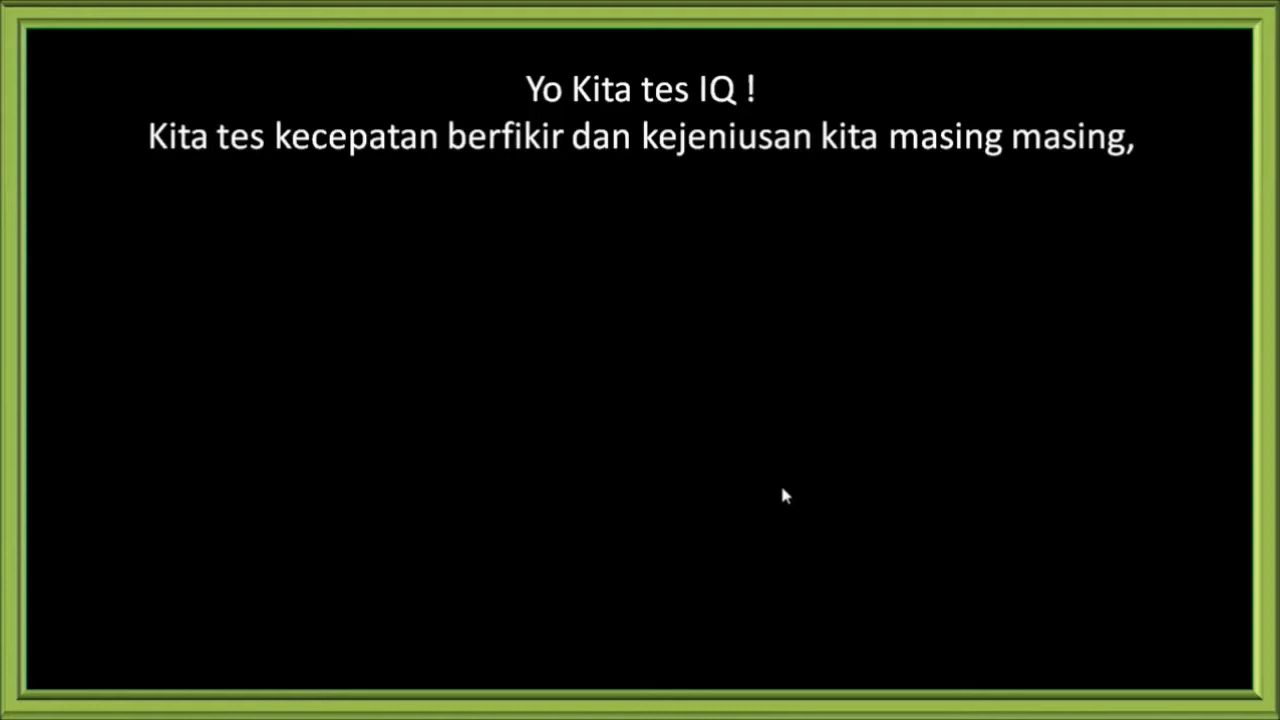 Yo Kita tes IQ !
Kita tes kecepatan berfikir dan kejeniusan kita masing masing,